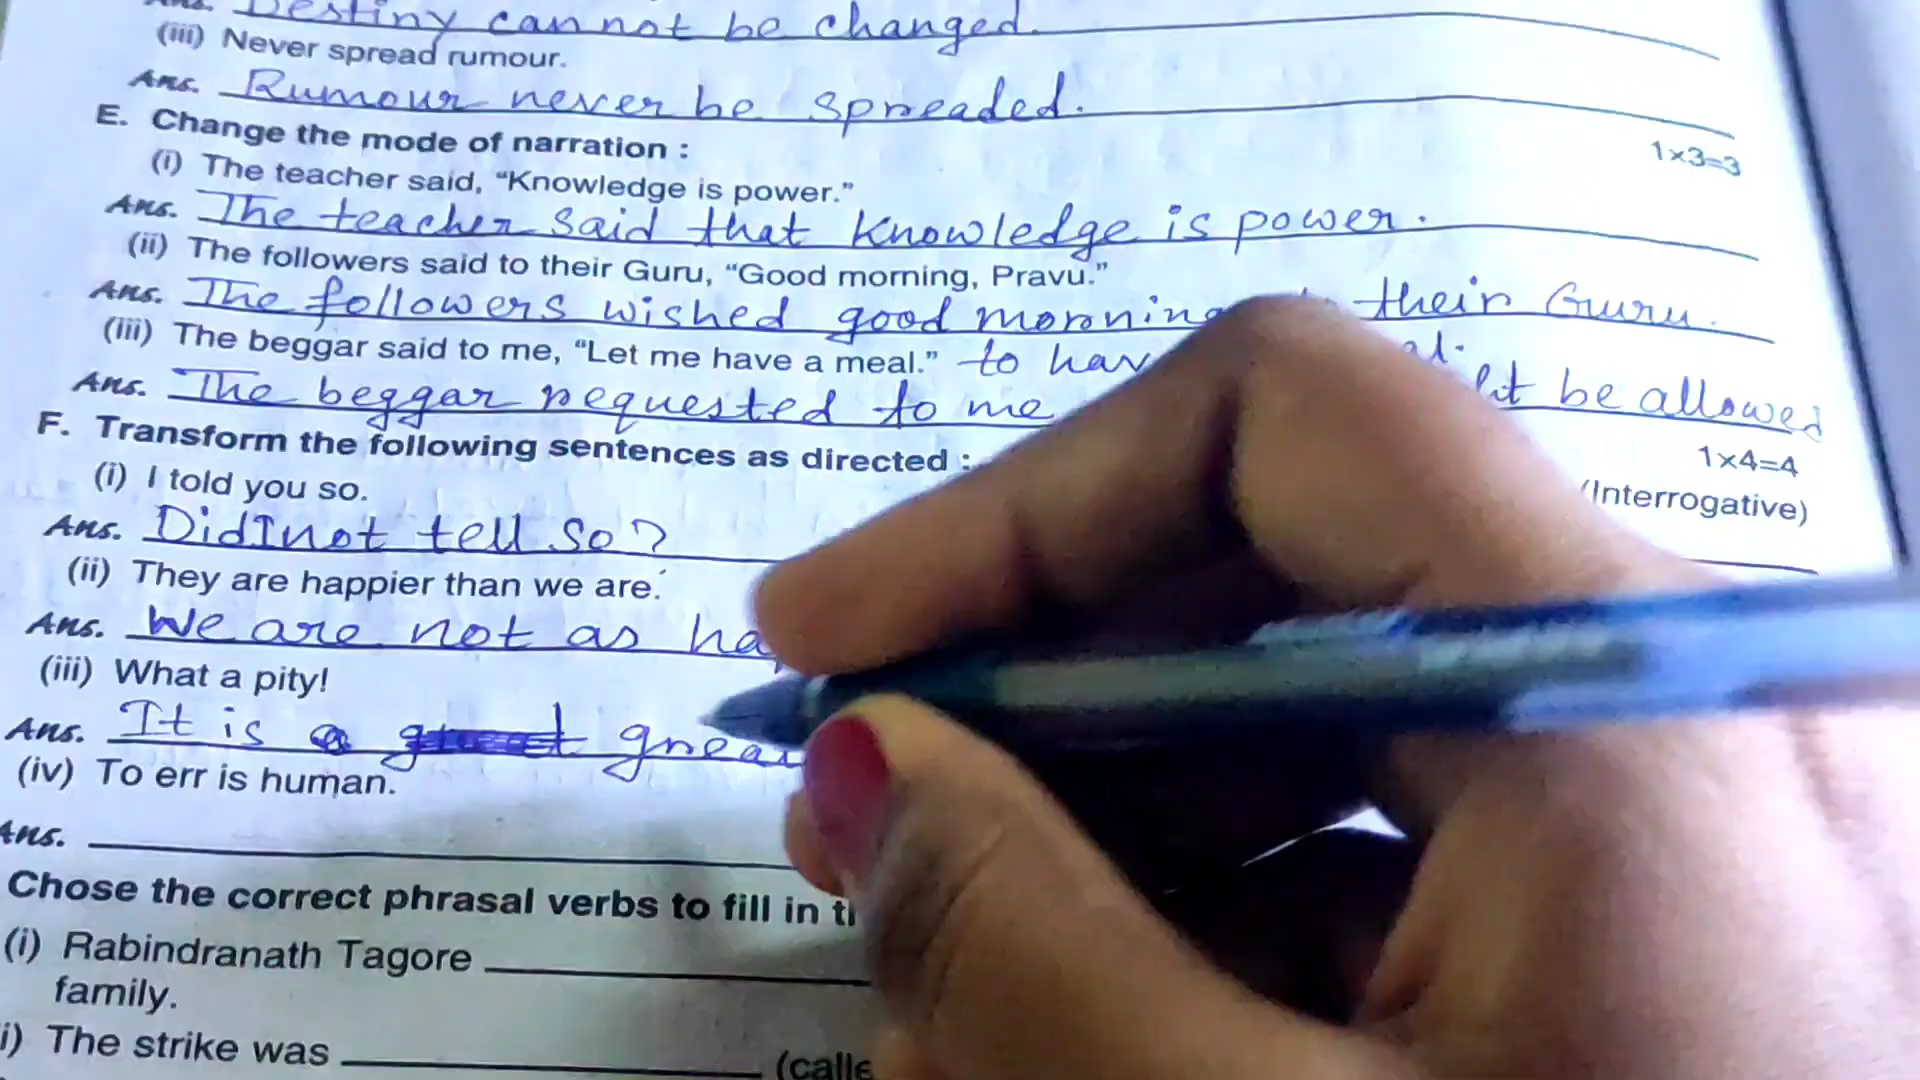 Destiny cannot be changed.
(iii) Never spread rumour.
Ans. Rumour never be spreaded.
E. Change the mode of narration : 1×3=3
(i) The teacher said, “Knowledge is power.”
Ans. The teacher said that knowledge is power.
(ii) The followers said to their Guru, “Good morning, Pravu.”
Ans. The followers wished good morning their Guru.
(iii) The beggar said to me, “Let me have a meal.” to
Ans. The beggar requested to me be allowed
F. Transform the following sentences as directed : 1×4=4
(i) I told you so. (Interrogative)
Ans. Did I not tell so?
(ii) They are happier than we are.
Ans. We are not as
(iii) What a pity!
Ans. It is a
(iv) To err is human.
Ans.
Chose the correct phrasal verbs to fill in
(i) Rabindranath Tagore
family.
i) The strike was